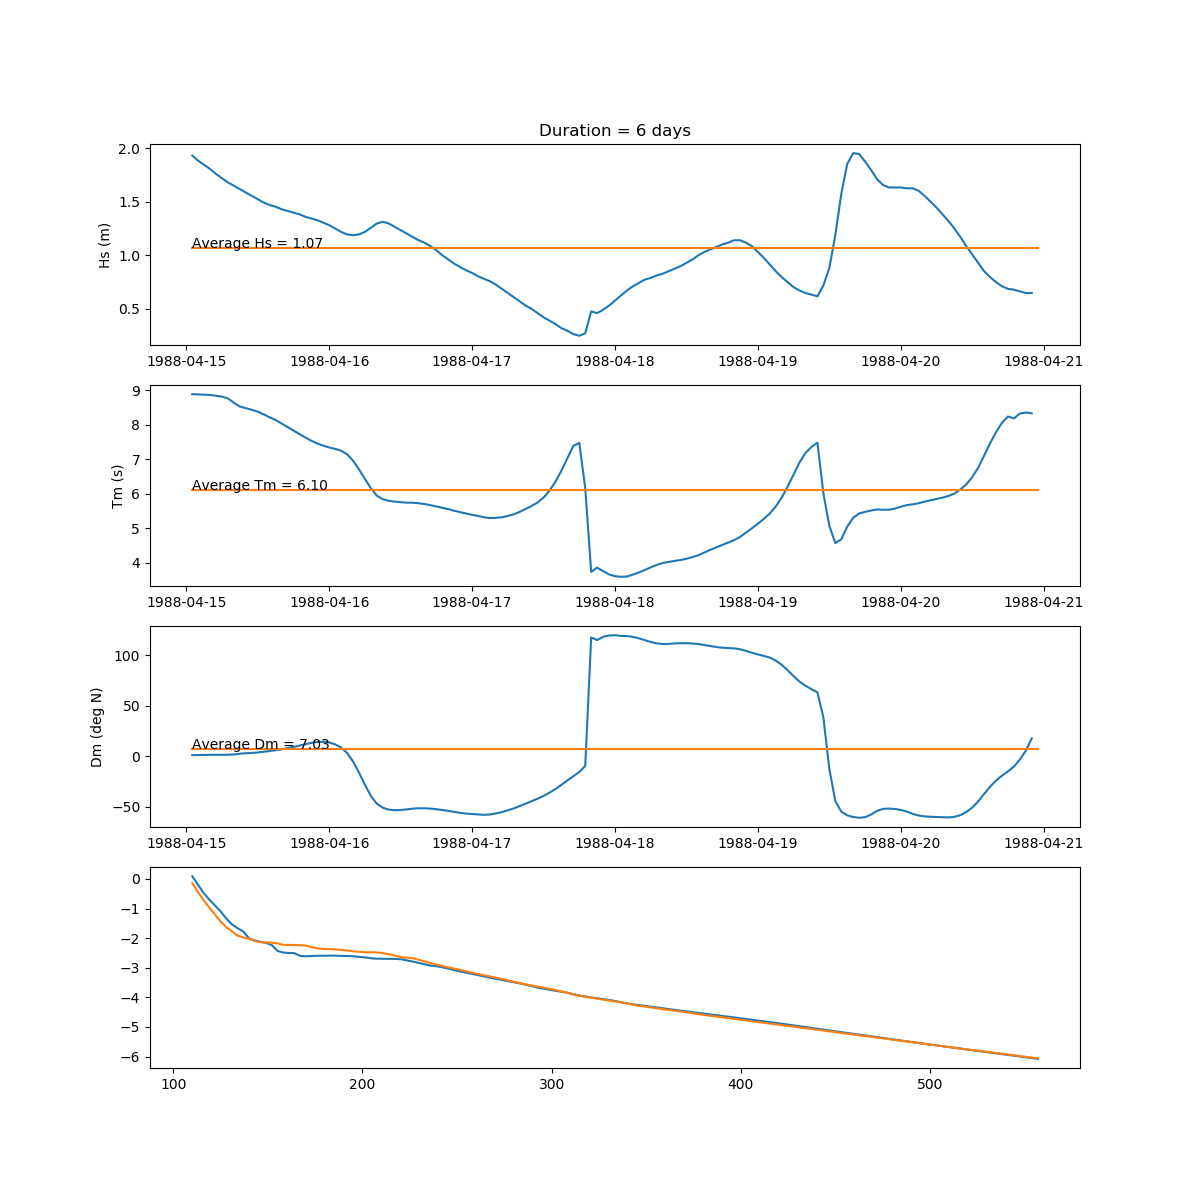 Duration = 6 days
2.0
1.5
1.0
0.5
Hs (m)
Average Hs = 1.07
1988-04-15 1988-04-16 1988-04-17 1988-04-18 1988-04-19 1988-04-20 1988-04-21
9
8
7
6
5
4
Tm (s)
Average Tm = 6.10
1988-04-15 1988-04-16 1988-04-17 1988-04-18 1988-04-19 1988-04-20 1988-04-21
100
50
0
−50
Dm (deg N)
Average Dm = 7.03
1988-04-15 1988-04-16 1988-04-17 1988-04-18 1988-04-19 1988-04-20 1988-04-21
0
−1
−2
−3
−4
−5
−6
100 200 300 400 500